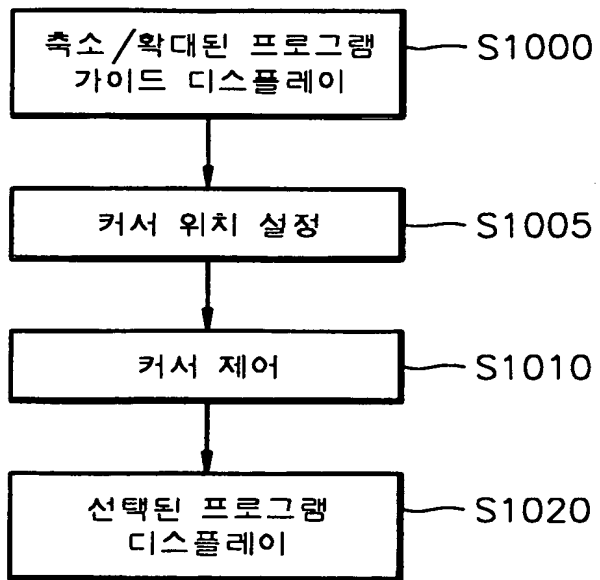 축소/확대된 프로그램
가이드 디스플레이
S1000
커서 위치 설정
S1005
커서 제어
S1010
선택된 프로그램
디스플레이
S1020